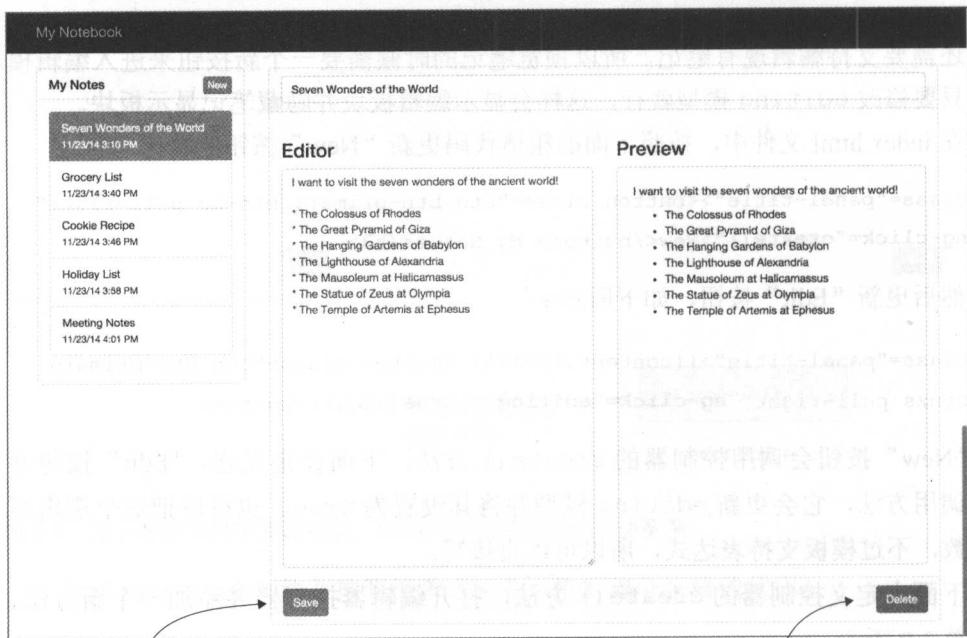 My Notebook
My Notes
New
Seven Wonders of the World
11/23/14 3:10 PM
Grocery List
11/23/14 3:40 PM
Cookie Recipe
11/23/14 3:46 PM
Holiday List
11/23/14 3:58 PM
Meeting Notes
11/23/14 4:01 PM
Seven Wonders of the World
Editor
I want to visit the seven wonders of the ancient world!
* The Colossus of Rhodes
* The Great Pyramid of Giza
* The Hanging Gardens of Babylon
* The Lighthouse of Alexandria
* The Mausoleum at Halicarnassus
* The Statue of Zeus at Olympia
* The Temple of Artemis at Ephesus
Save
Preview
I want to visit the seven wonders of the ancient world!
• The Colossus of Rhodes
• The Great Pyramid of Giza
• The Hanging Gardens of Babylon
• The Lighthouse of Alexandria
• The Mausoleum at Halicarnassus
• The Statue of Zeus at Olympia
• The Temple of Artemis at Ephesus
Delete